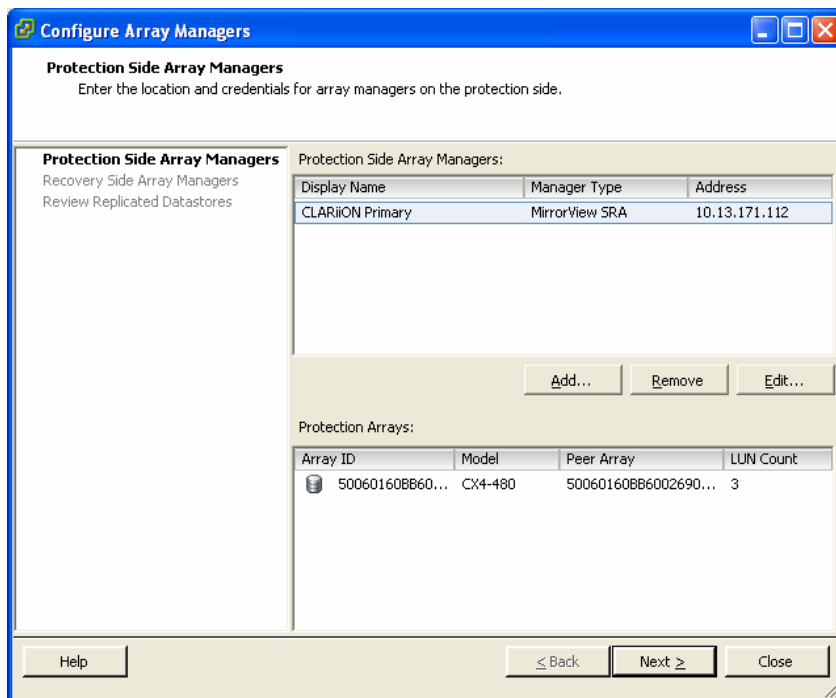 Configure Array Managers
Protection Side Array Managers
Enter the location and credentials for array managers on the protection side.
Protection Side Array Managers
Recovery Side Array Managers
Review Replicated Datastores
Protection Side Array Managers:
Display Name Manager Type Address
CLARiiON Primary MirrorView SRA 10.13.171.112
Add... Remove Edit...
Protection Arrays:
Array ID Model Peer Array LUN Count
50060160BB60... CX4-480 50060160BB6002690... 3
Help < Back Next > Close